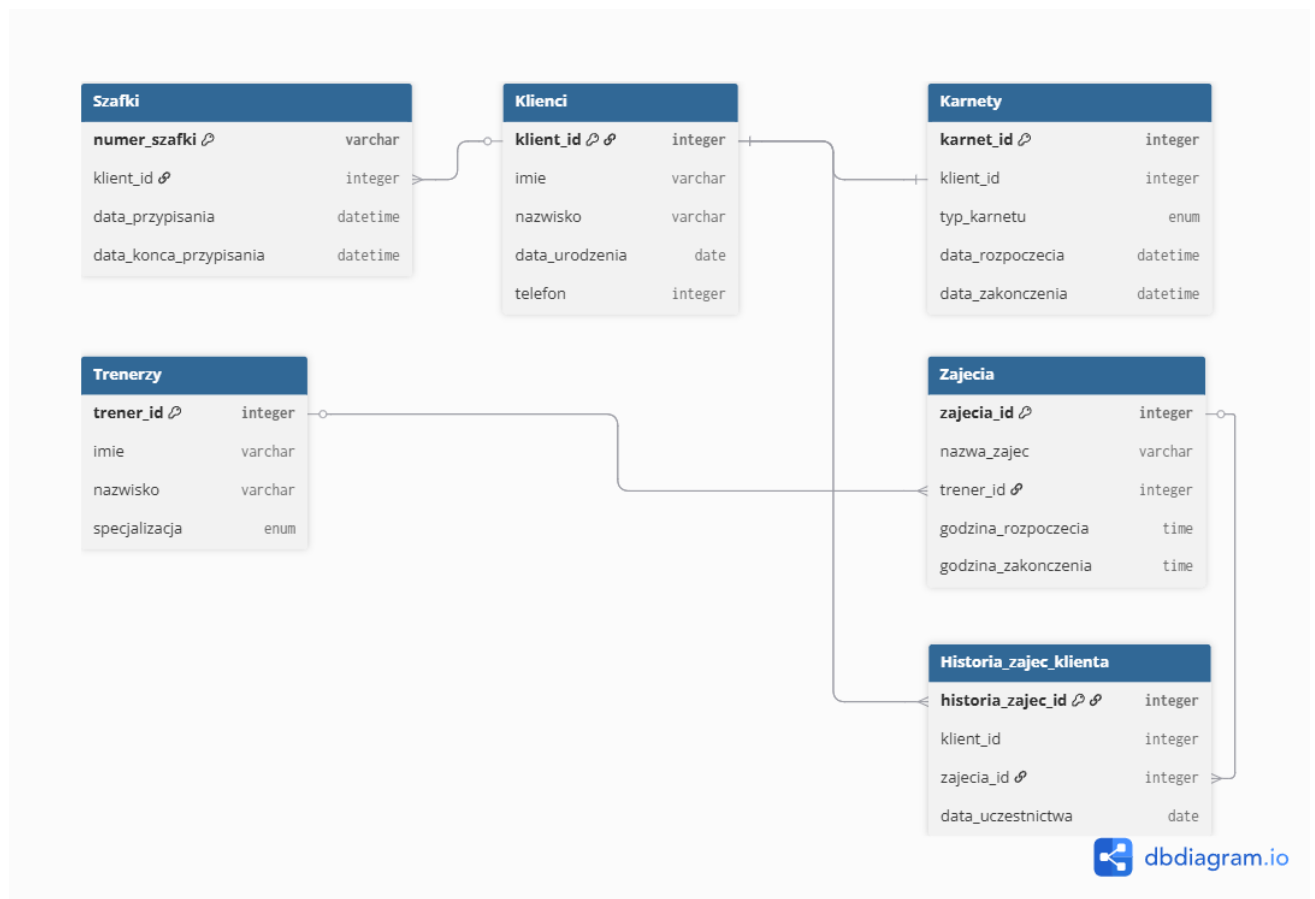 Szafki
numer_szafki varchar
klient_id integer
data_przypisania datetime
data_konca_przypisania datetime
Klienci
klient_id integer
imie varchar
nazwisko varchar
data_urodzenia date
telefon integer
Karnety
karnet_id integer
klient_id integer
typ_karnetu enum
data_rozpoczecia datetime
data_zakonczenia datetime
Trenerzy
trener_id integer
imie varchar
nazwisko varchar
specjalizacja enum
Zajecia
zajecia_id integer
nazwa_zajec varchar
trener_id integer
godzina_rozpoczecia time
godzina_zakonczenia time
Historia_zajec_klienta
historia_zajec_id integer
klient_id integer
zajecia_id integer
data_uczestnictwa date
dbdiagram.io